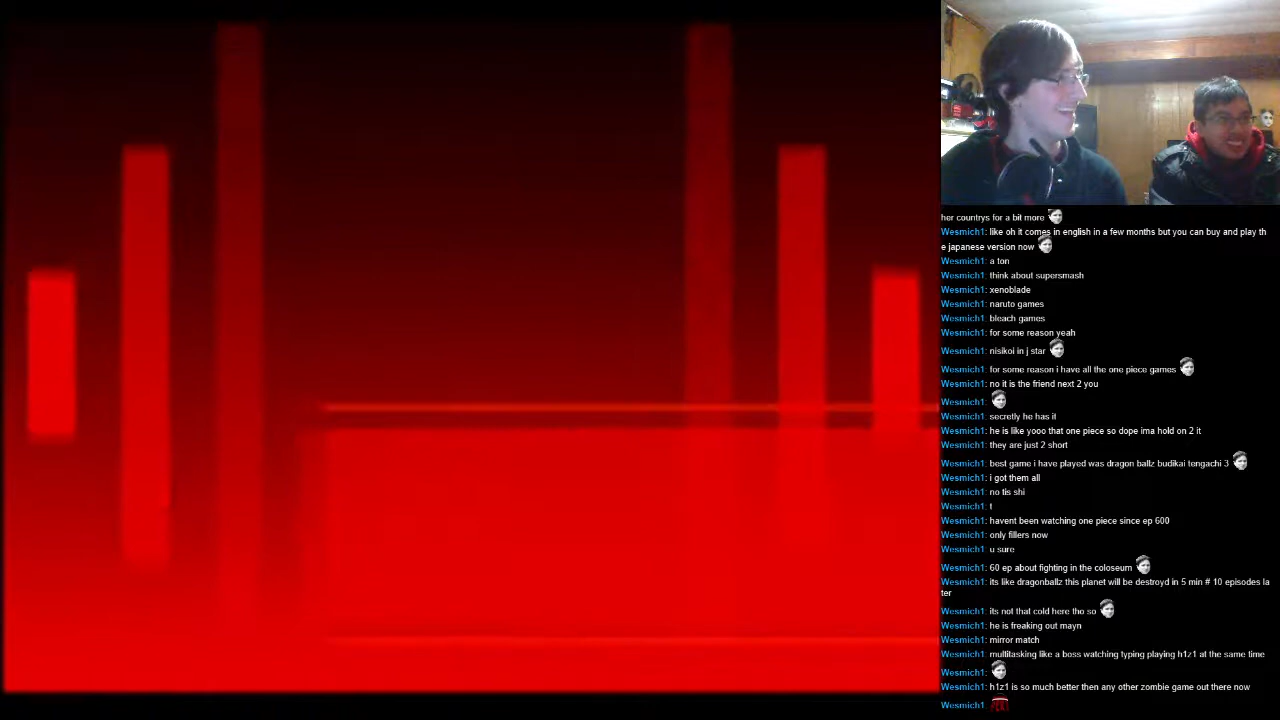 her countrys for a bit more
Wesmich1: like oh it comes in english in a few months but you can buy and play th
e japanese version now
Wesmich1: a ton
Wesmich1: think about supersmash
Wesmich1: xenoblade
Wesmich1: naruto games
Wesmich1: bleach games
Wesmich1: for some reason yeah
Wesmich1: nisikoi in j star
Wesmich1: for some reason i have all the one piece games
Wesmich1: no it is the friend next 2 you
Wesmich1:
Wesmich1: secretly he has it
Wesmich1: he is like yooo that one piece so dope ima hold on 2 it
Wesmich1: they are just 2 short
Wesmich1: best game i have played was dragon ballz budikai tengachi 3
Wesmich1: i got them all
Wesmich1: no tis shi
Wesmich1: t
Wesmich1: havent been watching one piece since ep 600
Wesmich1: only fillers now
Wesmich1: u sure
Wesmich1: 60 ep about fighting in the coloseum
Wesmich1: its like dragonballz this planet will be destroyd in 5 min # 10 episodes la
ter
Wesmich1: its not that cold here tho so
Wesmich1: he is freaking out mayn
Wesmich1: mirror match
Wesmich1: multitasking like a boss watching typing playing h1z1 at the same time
Wesmich1:
Wesmich1: h1z1 is so much better then any other zombie game out there now
Wesmich1: